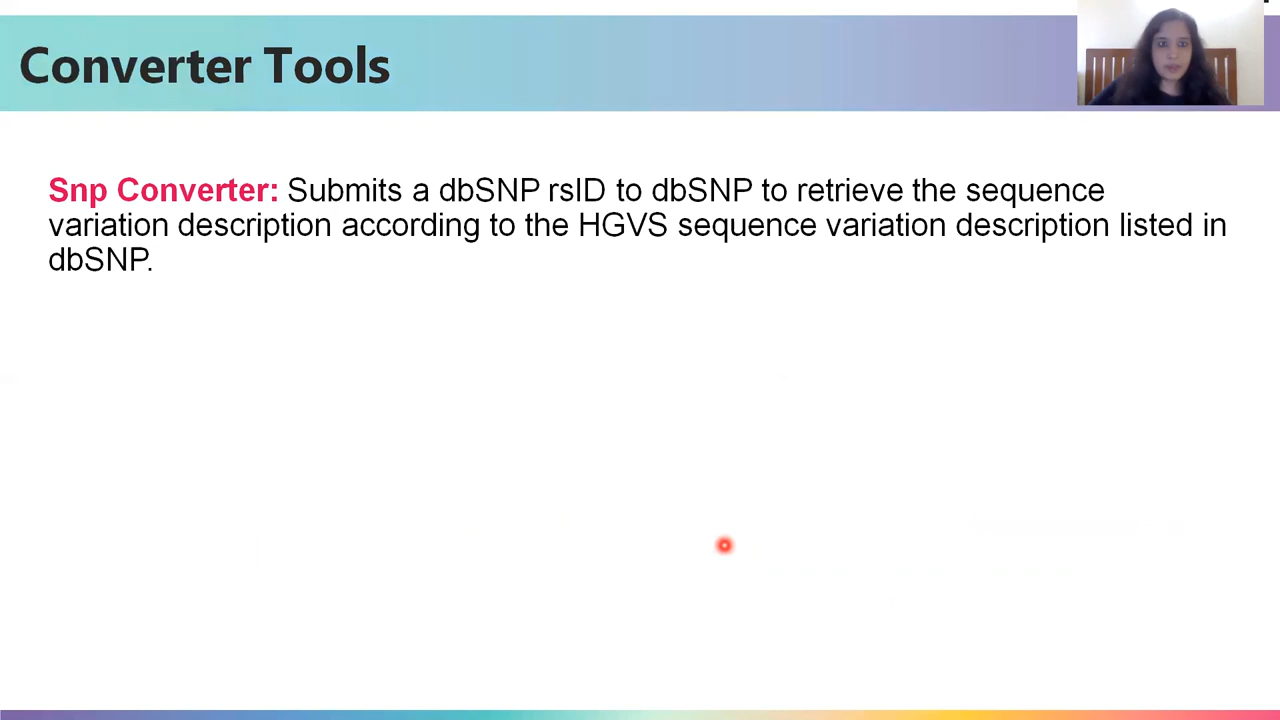 Converter Tools
Snp Converter: Submits a dbSNP rsID to dbSNP to retrieve the sequence
variation description according to the HGVS sequence variation description listed in
dbSNP.